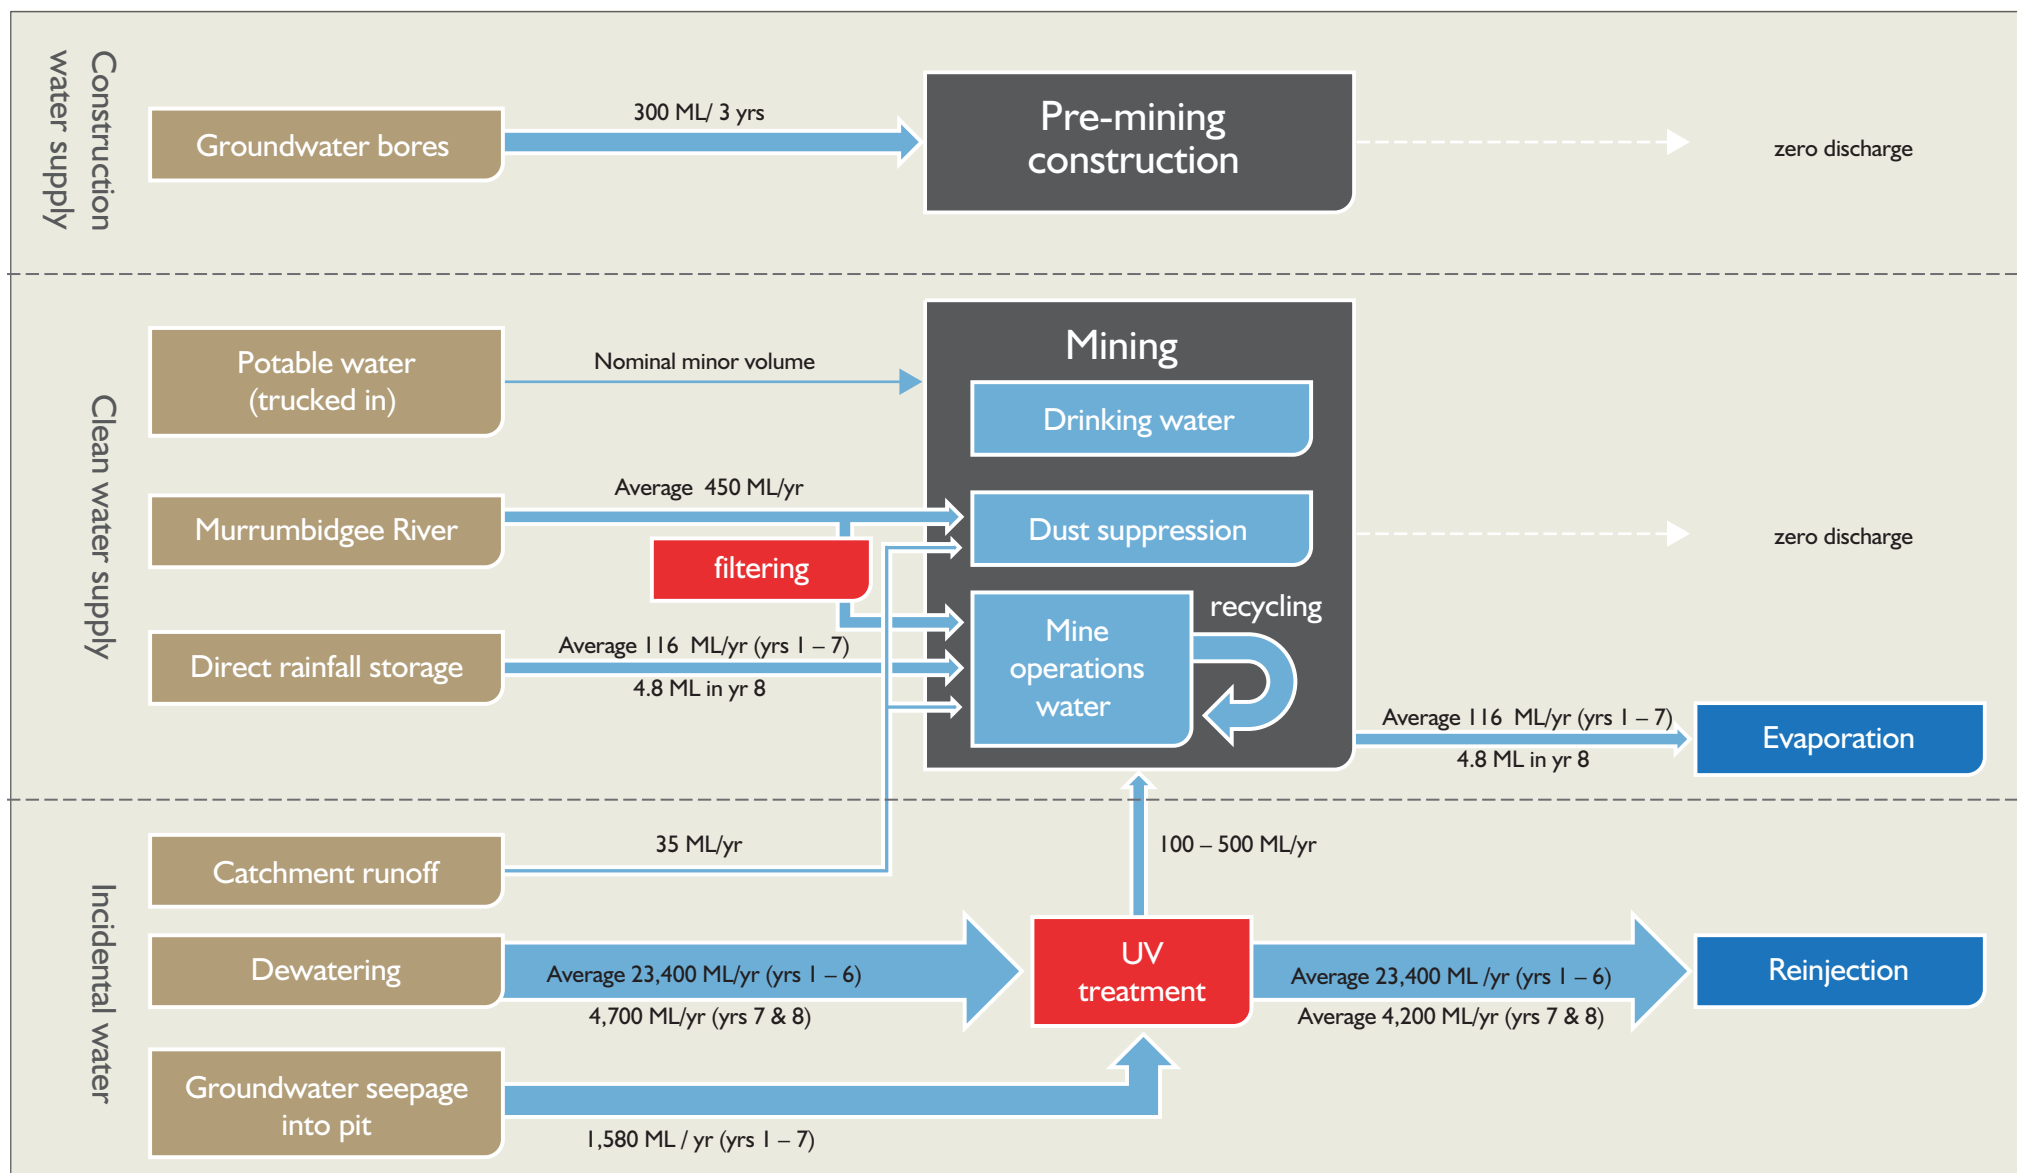 Construction
water supply
Groundwater bores
300 ML/ 3 yrs
Pre-mining
construction
zero discharge
Clean water supply
Potable water
(trucked in)
Nominal minor volume
Mining
Drinking water
Murrumbidgee River
Average 450 ML/yr
filtering
Dust suppression
zero discharge
Direct rainfall storage
Average 116 ML/yr (yrs 1 – 7)
4.8 ML in yr 8
Mine
operations
water
recycling
Average 116 ML/yr (yrs 1 – 7)
4.8 ML in yr 8
Evaporation
Incidental water
Catchment runoff
35 ML/yr
100 – 500 ML/yr
Dewatering
Average 23,400 ML/yr (yrs 1 – 6)
4,700 ML/yr (yrs 7 & 8)
UV
treatment
Average 23,400 ML /yr (yrs 1 – 6)
Average 4,200 ML/yr (yrs 7 & 8)
Reinjection
Groundwater seepage
into pit
1,580 ML / yr (yrs 1 – 7)